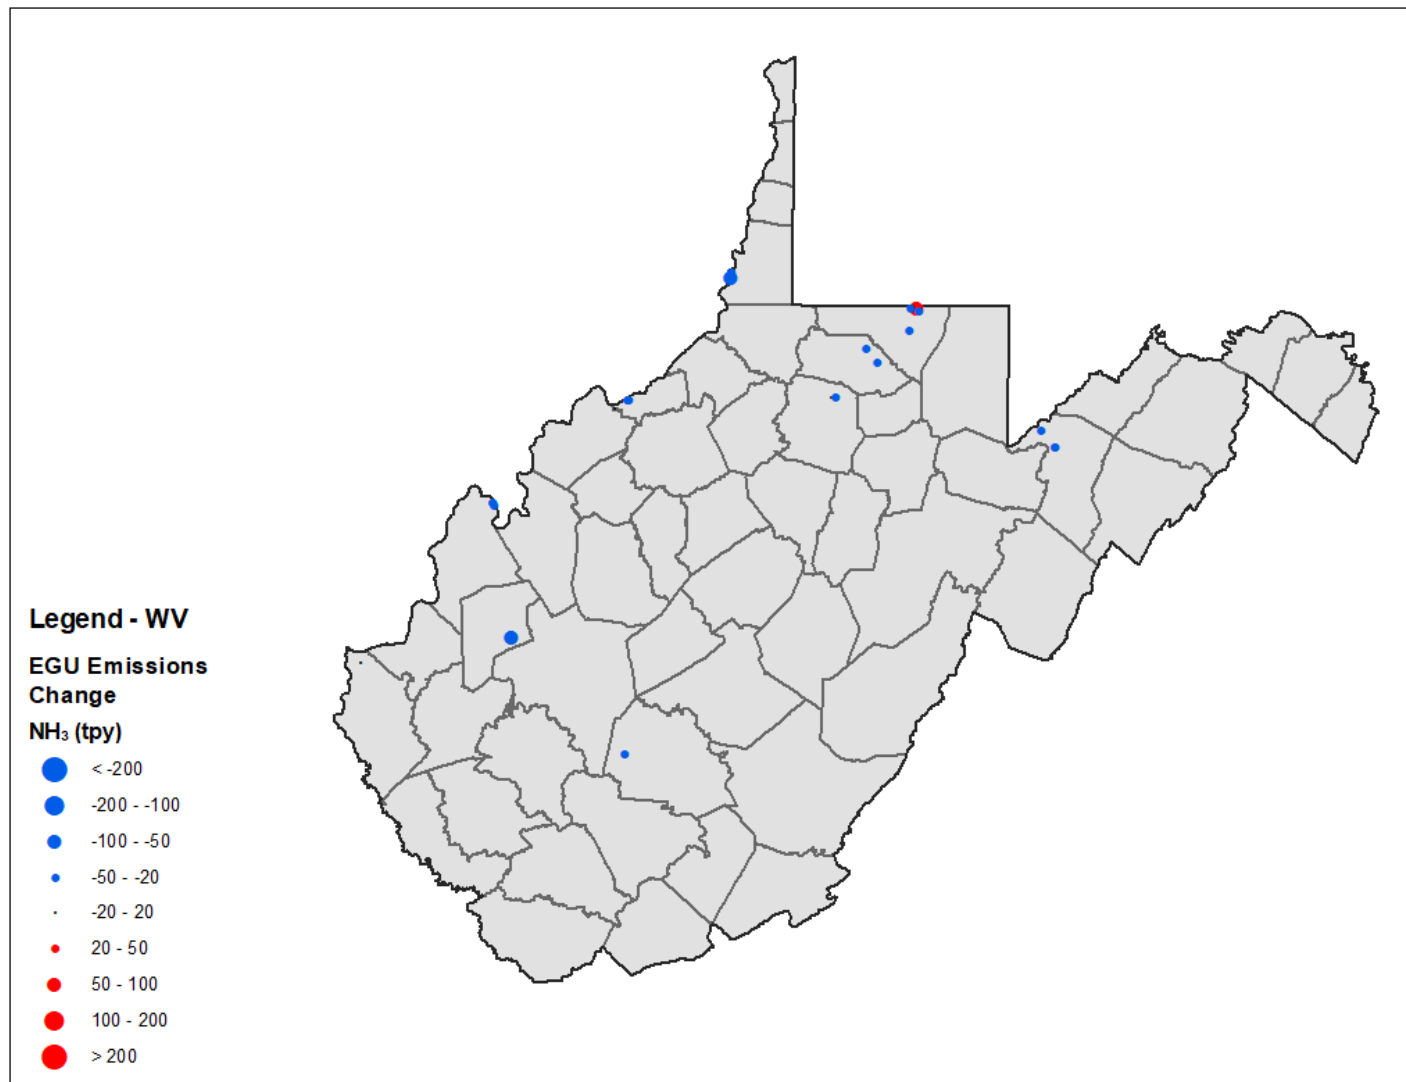 Legend - WV
EGU Emissions
Change
NH₃ (tpy)
< -200
-200 - -100
-100 - -50
-50 - -20
-20 - 20
20 - 50
50 - 100
100 - 200
> 200